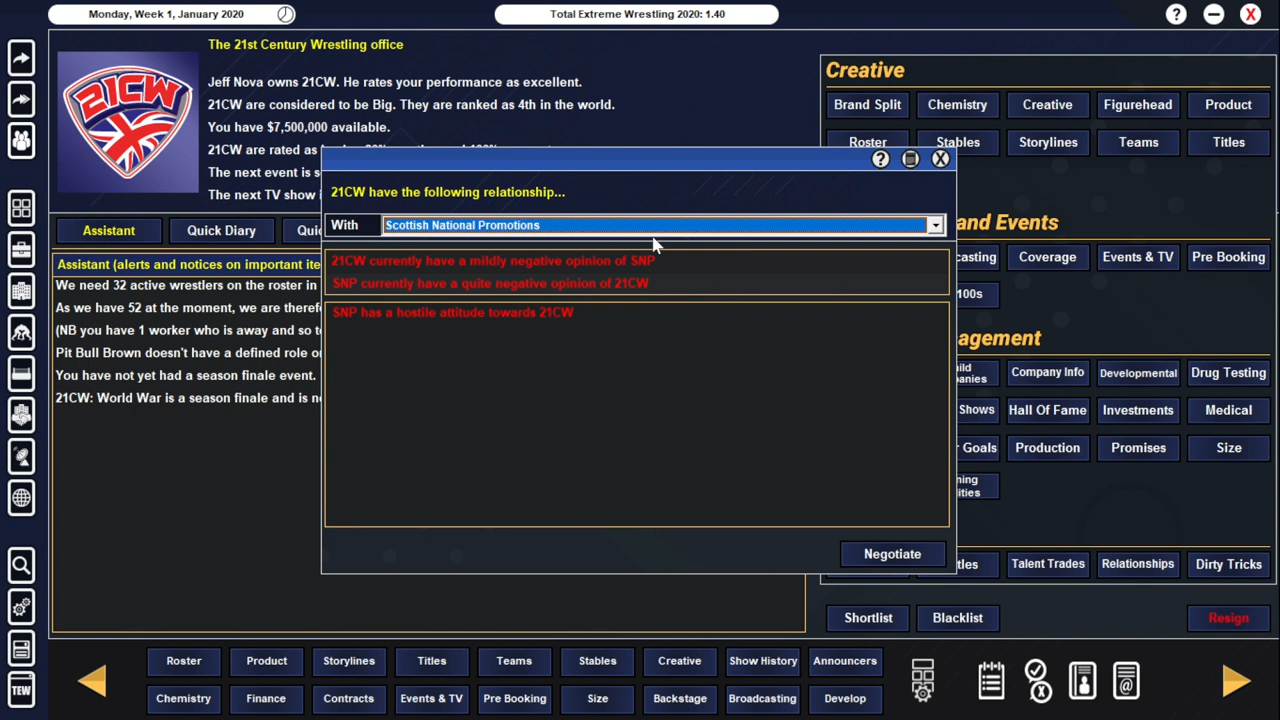 Monday, Week 1, January 2020
Total Extreme Wrestling 2020: 1.40
?
X
21CW
The 21st Century Wrestling office
Jeff Nova owns 21CW. He rates your performance as excellent.
21CW are considered to be Big. They are ranked as 4th in the world.
You have $7,500,000 available.
21CW are rated as
The next event is s
The next TV show i
Assistant
Quick Diary
Assistant (alerts and notices on important ite
We need 32 active wrestlers on the roster in
As we have 52 at the moment, we are theref
(NB you have 1 worker who is away and so t
Pit Bull Brown doesn't have a defined role or
You have not yet had a season finale event.
21CW: World War is a season finale and is n
? X
21CW have the following relationship...
With
Scottish National Promotions
21CW currently have a mildly negative opinion of SNP
SNP currently have a quite negative opinion of 21CW
SNP has a hostile attitude towards 21CW
Negotiate
Creative
Brand Split
Chemistry
Creative
Figurehead
Product
Roster
Stables
Storylines
Teams
Titles
and Events
casting
Coverage
Events & TV
Pre Booking
100s
agement
Company Info
Developmental
Drug Testing
Shows
Hall Of Fame
Investments
Medical
Goals
Production
Promises
Size
Talent Trades
Relationships
Dirty Tricks
Shortlist
Blacklist
Resign
Roster
Product
Storylines
Titles
Teams
Stables
Creative
Show History
Announcers
Chemistry
Finance
Contracts
Events & TV
Pre Booking
Size
Backstage
Broadcasting
Develop
TEW